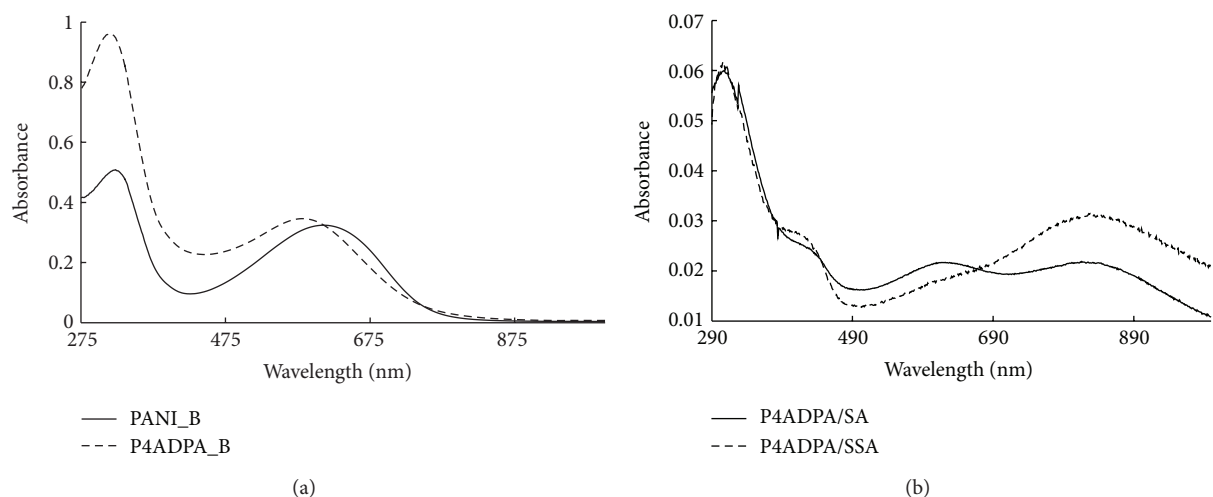 1
0.8
0.6
0.4
0.2
0
Absorbance
275
475
675
875
Wavelength (nm)
PANI_B
P4ADPA_B
(a)
0.07
0.06
0.05
0.03
0.02
0.01
Absorbance
290
490
690
890
Wavelength (nm)
P4ADPA/SA
P4ADPA/SSA
(b)